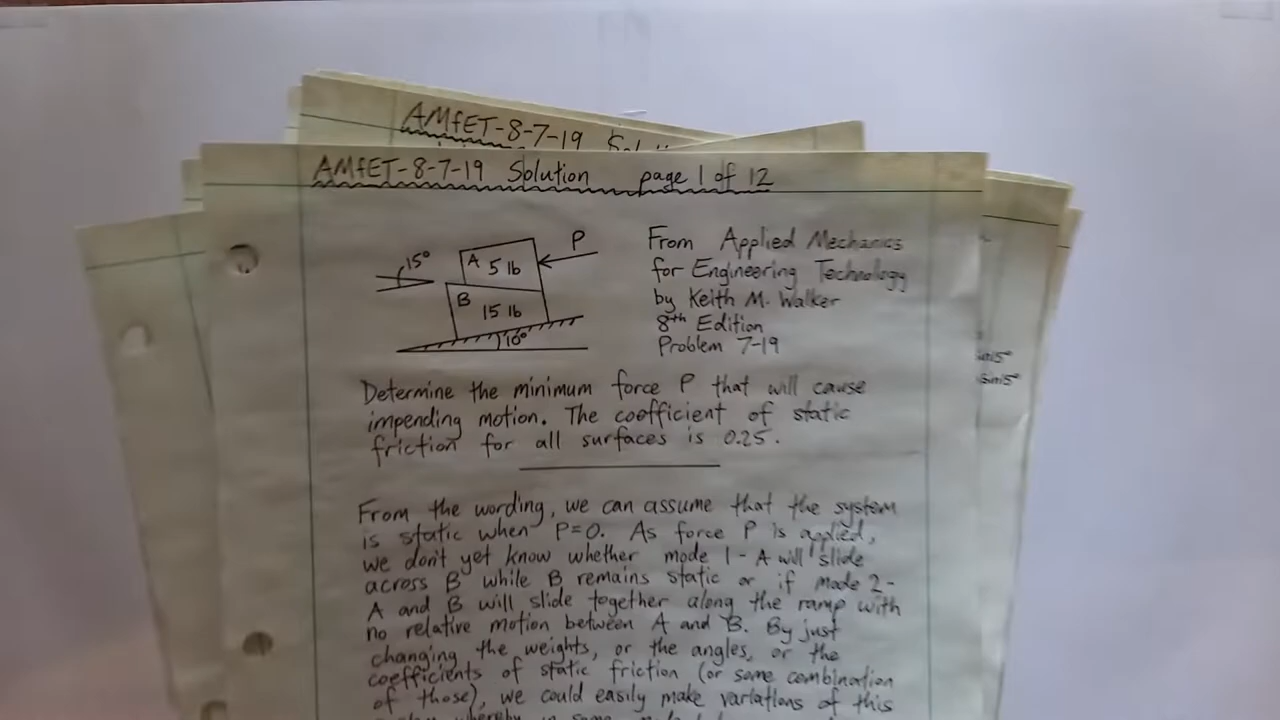 AMfET-8-7-19
AMfET-8-7-19 Solution page 1 of 12
15°
A 5 lb
P
B
15 lb
10°
From Applied Mechanics
for Engineering Technology
by Keith M. Walker
8th Edition
Problem 7-19
sin15°
sin15°
Determine the minimum force P that will cause
impending motion. The coefficient of static
friction for all surfaces is 0.25.
From the wording, we can assume that the system
is static when P=0. As force P is applied,
we don't yet know whether mode 1 - A will slide
across B while B remains static or if mode 2-
A and B will slide together along the ramp with
no relative motion between A and B. By just
changing the weights, or the angles, or the
coefficients of static friction (or some combination
of those), we could easily make variations of this